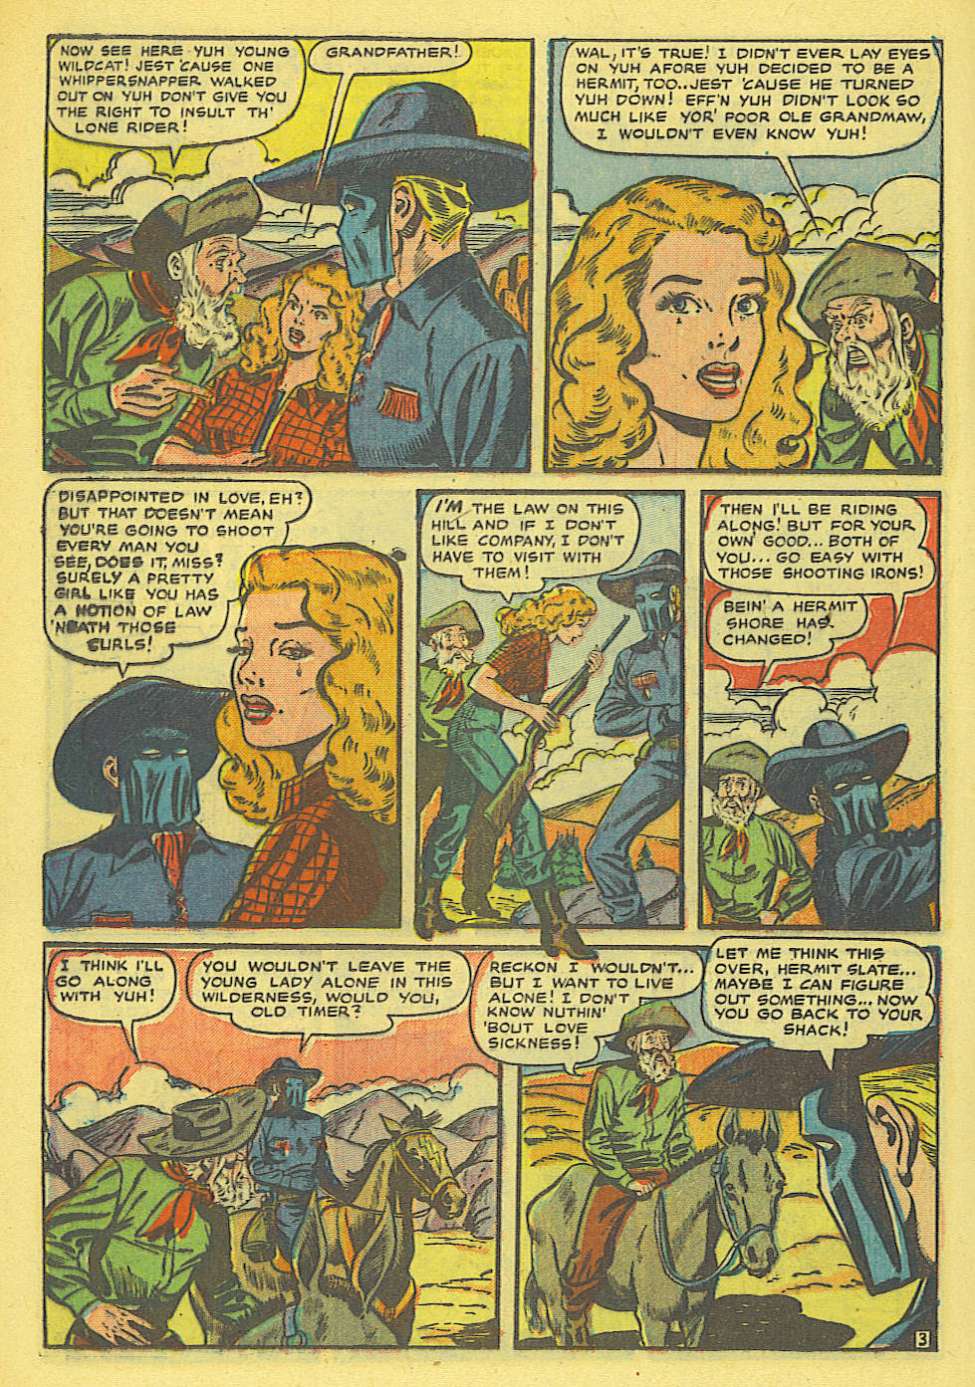 NOW SEE HERE YUH YOUNG
WILDCAT! JEST 'CAUSE ONE
WHIPPERSNAPPER WALKED
OUT ON YUH DON'T GIVE YOU
THE RIGHT TO INSULT TH'
LONE RIDER!
GRANDFATHER!
WAL, IT'S TRUE! I DIDN'T EVER LAY EYES
ON YUH AFORE YUH DECIDED TO BE A
HERMIT, TOO..JEST 'CAUSE HE TURNED
YUH DOWN! EFF'N YUH DIDN'T LOOK SO
MUCH LIKE YOR' POOR OLE GRANDMAW,
I WOULDN'T EVEN KNOW YUH!
DISAPPOINTED IN LOVE, EH?
BUT THAT DOESN'T MEAN
YOU'RE GOING TO SHOOT
EVERY MAN YOU
SEE, DOES IT, MISS?
SURELY A PRETTY
GIRL LIKE YOU HAS
A NOTION OF LAW
'NEATH THOSE
CURLS!
I'M THE LAW ON THIS
HILL AND IF I DON'T
LIKE COMPANY, I DON'T
HAVE TO VISIT WITH
THEM!
THEN I'LL BE RIDING
ALONG! BUT FOR YOUR
OWN GOOD... BOTH OF
YOU... GO EASY WITH
THOSE SHOOTING IRONS!
BEIN' A HERMIT
SHORE HAS
CHANGED!
I THINK I'LL
GO ALONG
WITH YUH!
YOU WOULDN'T LEAVE THE
YOUNG LADY ALONE IN THIS
WILDERNESS, WOULD YOU,
OLD TIMER?
RECKON I WOULDN'T...
BUT I WANT TO LIVE
ALONE! I DON'T
KNOW NUTHIN'
'BOUT LOVE
SICKNESS!
LET ME THINK THIS
OVER, HERMIT SLATE...
MAYBE I CAN FIGURE
OUT SOMETHING... NOW
YOU GO BACK TO YOUR
SHACK!
3